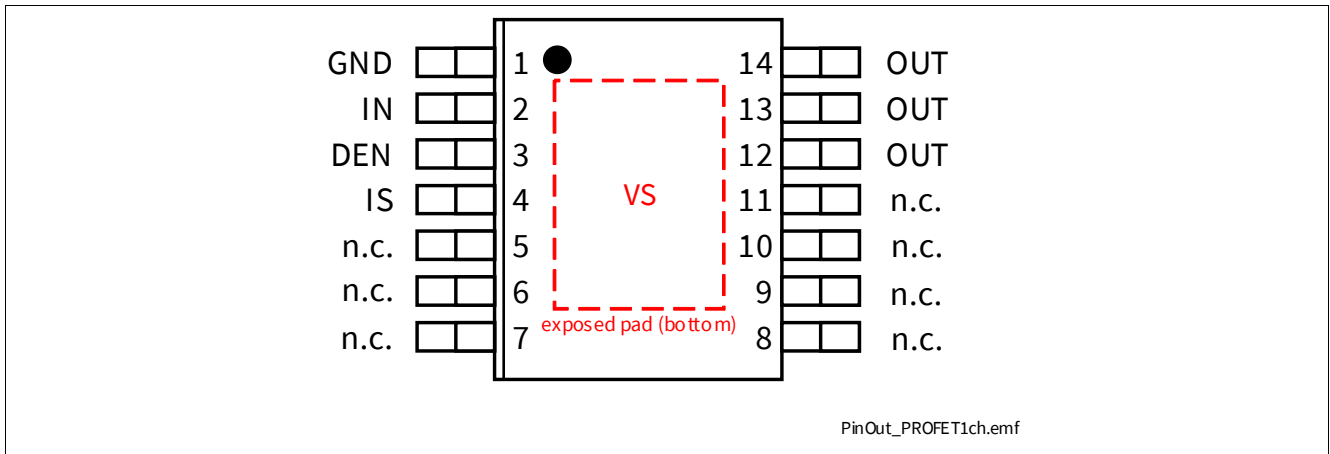 GND 1 14 OUT
IN 2 13 OUT
DEN 3 12 OUT
IS 4 VS 11 n.c.
n.c. 5 10 n.c.
n.c. 6 9 n.c.
exposed pad (bottom)
n.c. 7 8 n.c.
PinOut_PROFET1ch.emf